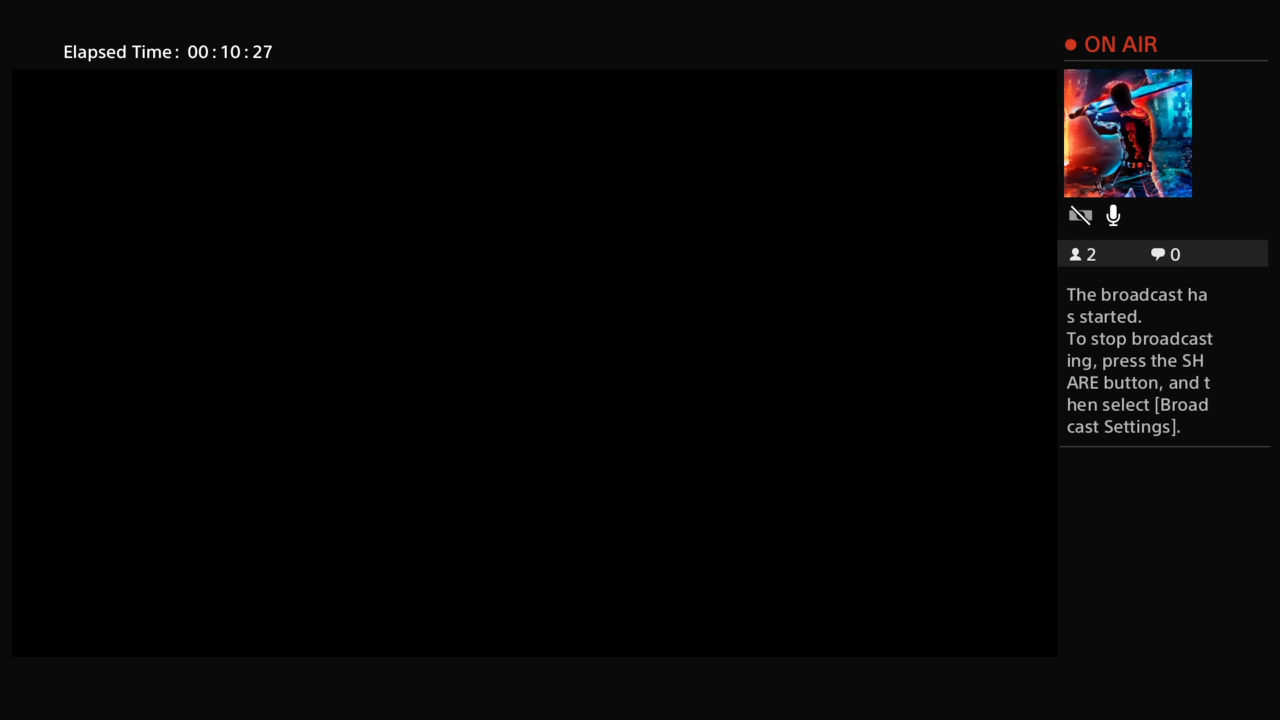 Elapsed Time: 00:10:27
ON AIR
2 0
The broadcast ha
s started.
To stop broadcast
ing, press the SH
ARE button, and t
hen select [Broad
cast Settings].